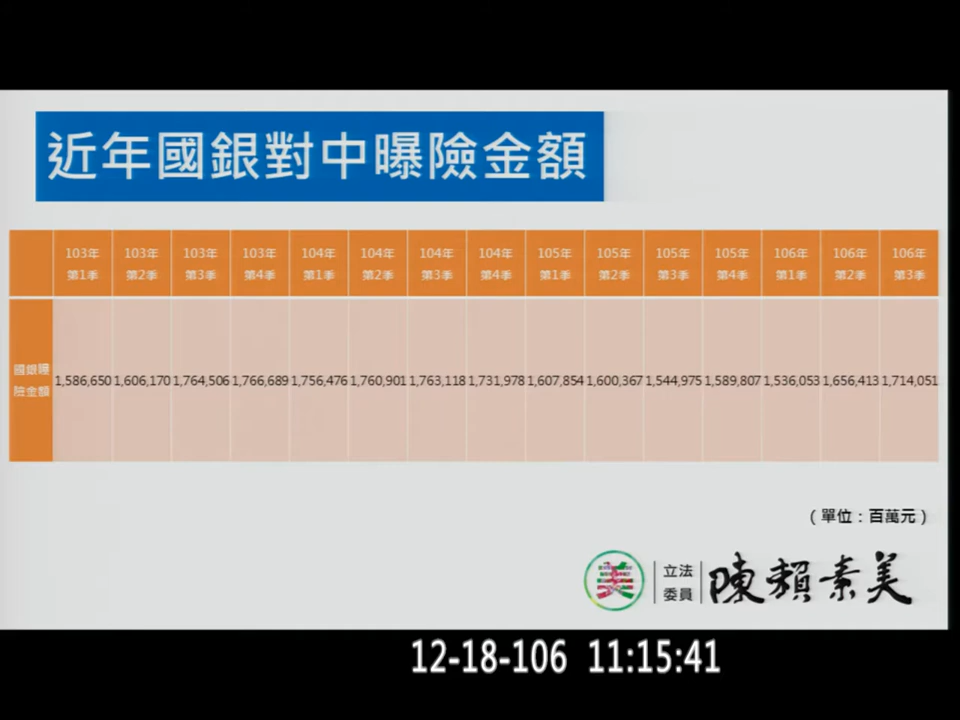 近年國銀對中曝險金額
103年 第1季 103年 第2季 103年 第3季 103年 第4季 104年 第1季 104年 第2季 104年 第3季 104年 第4季 105年 第1季 105年 第2季 105年 第3季 105年 第4季 106年 第1季 106年 第2季 106年 第3季
國銀曝險金額 1,586,650 1,606,170 1,764,506 1,766,689 1,756,476 1,760,901 1,763,118 1,731,978 1,607,854 1,600,367 1,544,975 1,589,807 1,536,053 1,656,413 1,714,051
（單位：百萬元）
美
立法
委員
陳賴素美
12-18-106 11:15:41